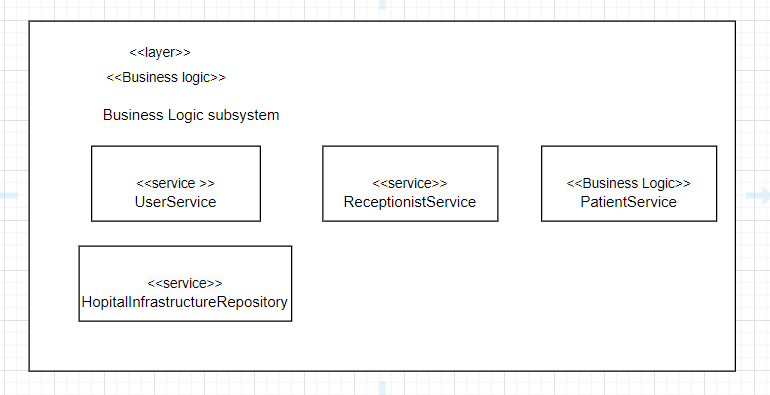 <<layer>>
<<Business logic>>
Business Logic subsystem
<<service >>
UserService
<<service>>
ReceptionistService
<<Business Logic>>
PatientService
<<service>>
HopitalInfrastructureRepository